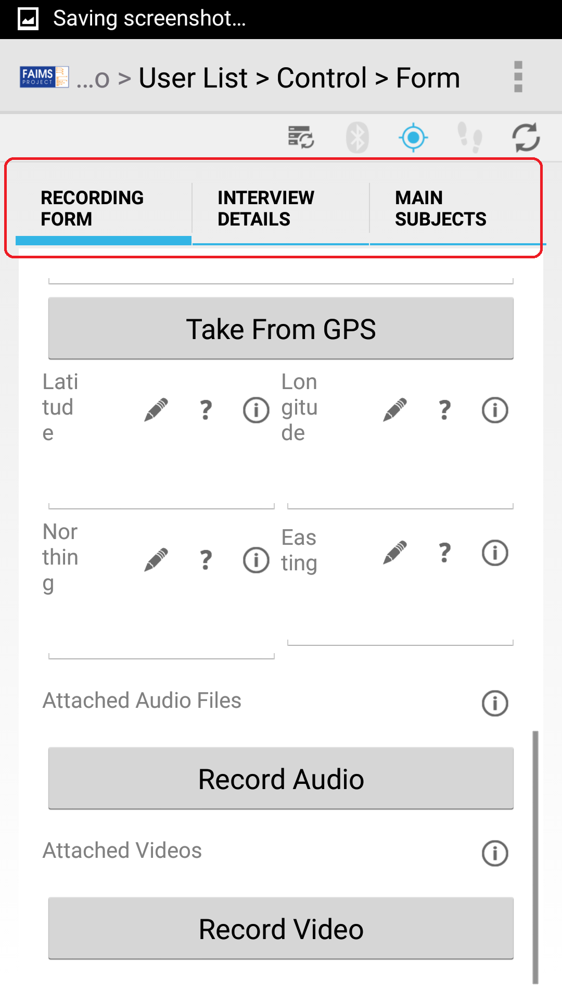 Saving screenshot...
FAIMS
PROJECT
...o > User List > Control > Form
RECORDING
FORM
INTERVIEW
DETAILS
MAIN
SUBJECTS
Take From GPS
Lati
tud
e
?
Lon
gitu
de
?
Nor
thin
g
?
Eas
ting
?
Attached Audio Files
Record Audio
Attached Videos
Record Video